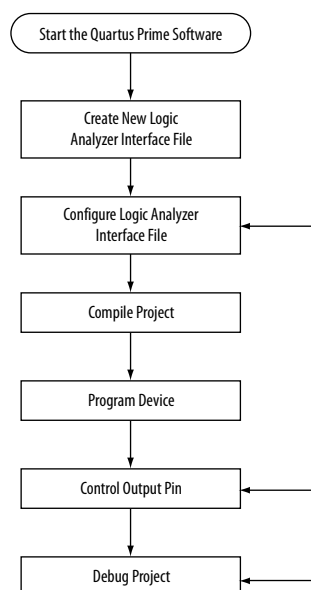 Start the Quartus Prime Software
Create New Logic
Analyzer Interface File
Configure Logic Analyzer
Interface File
Compile Project
Program Device
Control Output Pin
Debug Project